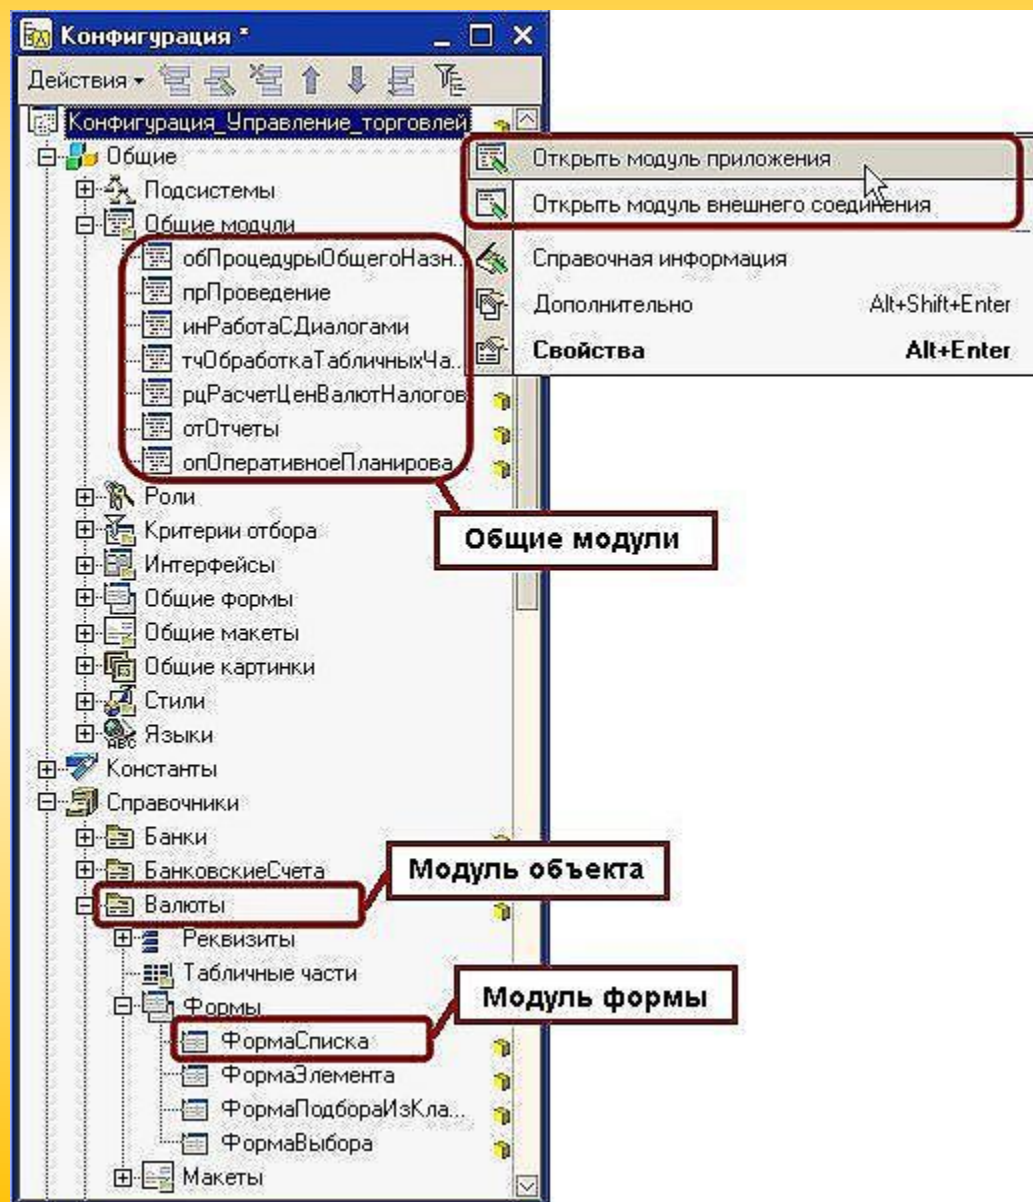 Конфигурация *
Действия
Конфигурация_Управление_торговлей
Общие
Подсистемы
Общие модули
обПроцедурыОбщегоНазн...
прПроведение
инРаботаСДиалогами
тчОбработкаТабличныхЧа...
рцРасчетЦенВалютНалогов
отОтчеты
опОперативноеПланирова...
Роли
Критерии отбора
Интерфейсы
Общие формы
Общие макеты
Общие картинки
Стили
Языки
Константы
Справочники
Банки
БанковскиеСчета
Валюты
Реквизиты
Табличные части
Формы
ФормаСписка
ФормаЭлемента
ФормаПодбораИзКла...
ФормаВыбора
Макеты
Открыть модуль приложения
Открыть модуль внешнего соединения
Справочная информация
Дополнительно Alt+Shift+Enter
Свойства Alt+Enter
Общие модули
Модуль объекта
Модуль формы